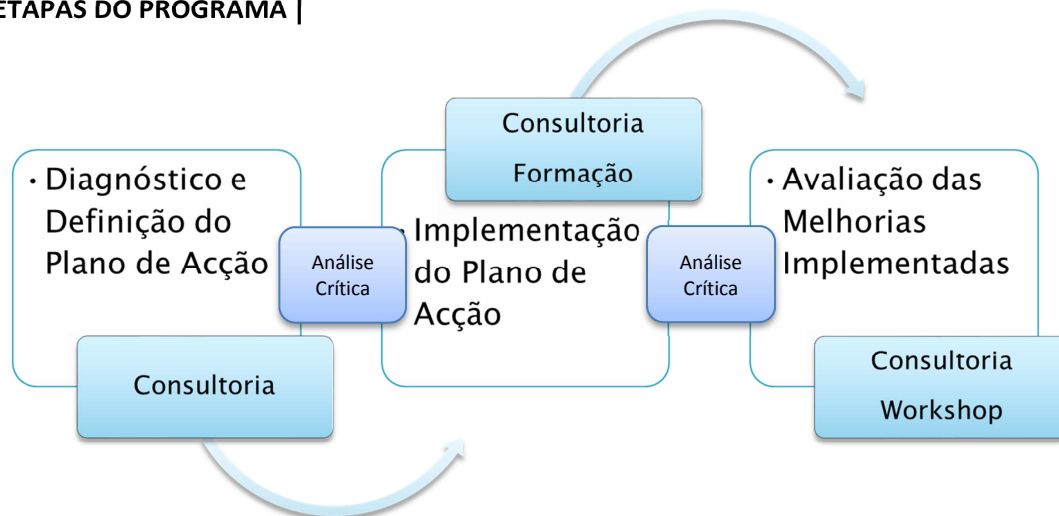 ETAPAS DO PROGRAMA |
• Diagnóstico e
Definição do
Plano de Acção
Consultoria
Análise
Crítica
Consultoria
Formação
• Implementação
do Plano de
Acção
Análise
Crítica
• Avaliação das
Melhorias
Implementadas
Consultoria
Workshop